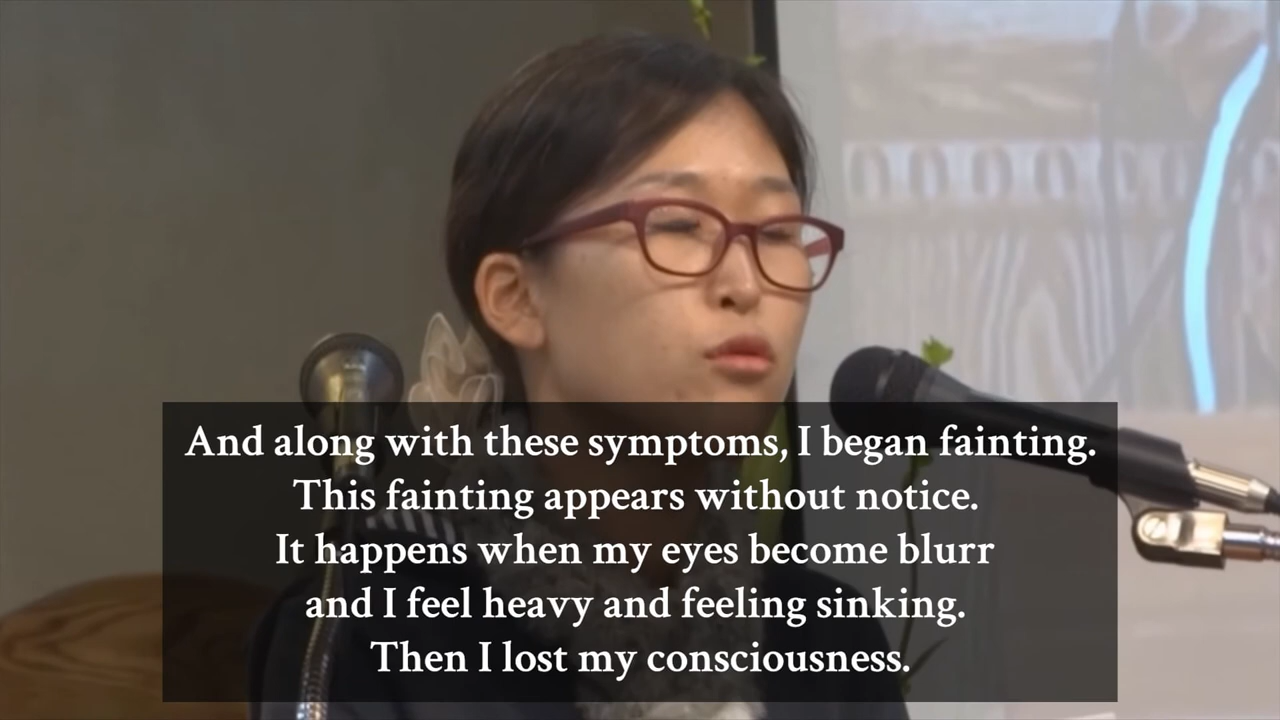 And along with these symptoms, I began fainting.
This fainting appears without notice.
It happens when my eyes become blurr
and I feel heavy and feeling sinking.
Then I lost my consciousness.